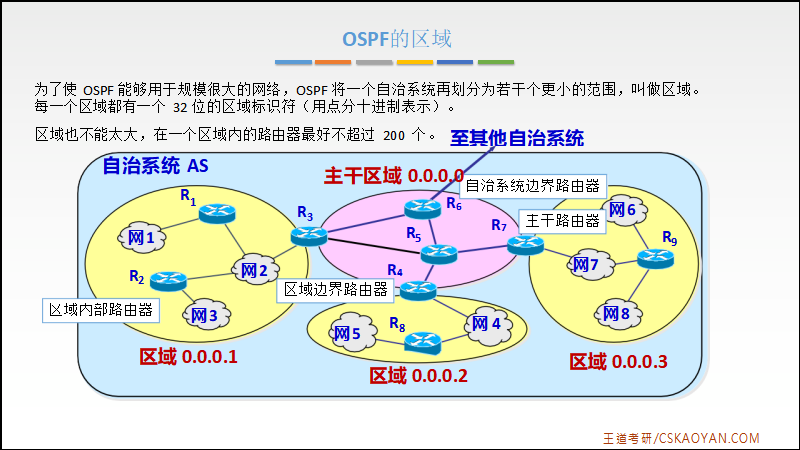 OSPF的区域
为了使 OSPF 能够用于规模很大的网络，OSPF 将一个自治系统再划分为若干个更小的范围，叫做区域。
每一个区域都有一个 32 位的区域标识符（用点分十进制表示）。
区域也不能太大，在一个区域内的路由器最好不超过 200 个。
至其他自治系统
自治系统 AS
主干区域 0.0.0.0
自治系统边界路由器
R1
R3
R6
网6
主干路由器
R7
网1
R5
R9
R2
网2
R4
网7
区域边界路由器
区域内部路由器
网3
网8
R8
网4
网5
区域 0.0.0.1
区域 0.0.0.2
区域 0.0.0.3
王道考研/CSKAOYAN.COM